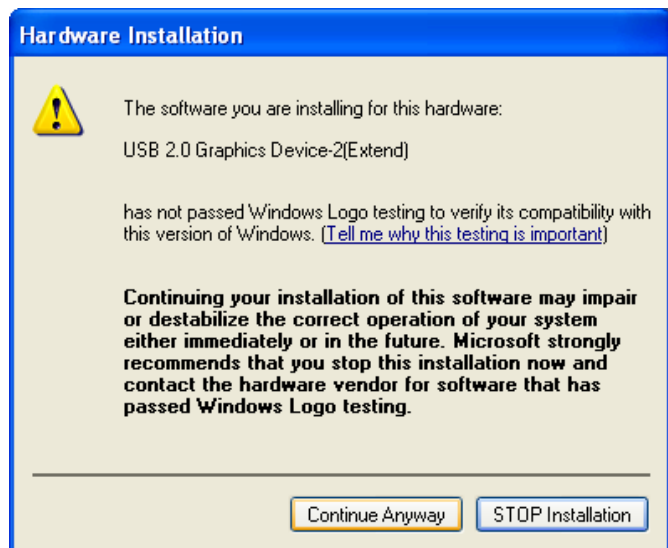 Hardware Installation
The software you are installing for this hardware:
USB 2.0 Graphics Device-2(Extend)
has not passed Windows Logo testing to verify its compatibility with
this version of Windows. (Tell me why this testing is important)
Continuing your installation of this software may impair
or destabilize the correct operation of your system
either immediately or in the future. Microsoft strongly
recommends that you stop this installation now and
contact the hardware vendor for software that has
passed Windows Logo testing.
Continue Anyway
STOP Installation